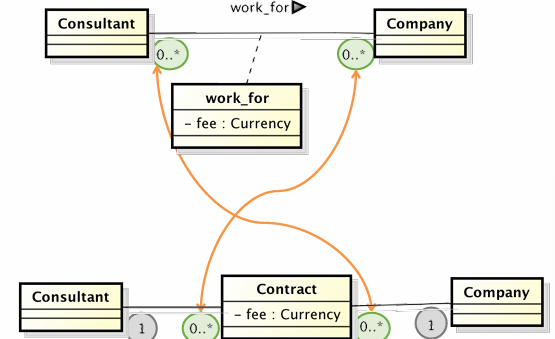 work_for
Consultant
Company
0..*
0..*
work_for
- fee : Currency
Consultant
Contract
Company
- fee : Currency
1
0..*
0..*
1